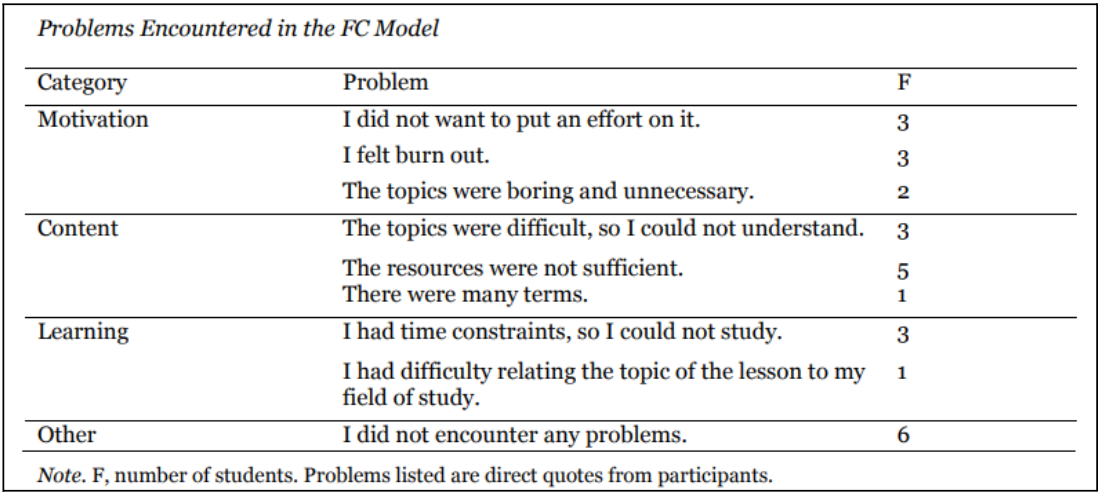 Problems Encountered in the FC Model
Category Problem F
Motivation I did not want to put an effort on it. 3
I felt burn out. 3
The topics were boring and unnecessary. 2
Content The topics were difficult, so I could not understand. 3
The resources were not sufficient. 5
There were many terms. 1
Learning I had time constraints, so I could not study. 3
I had difficulty relating the topic of the lesson to my 1
field of study.
Other I did not encounter any problems. 6
Note. F, number of students. Problems listed are direct quotes from participants.